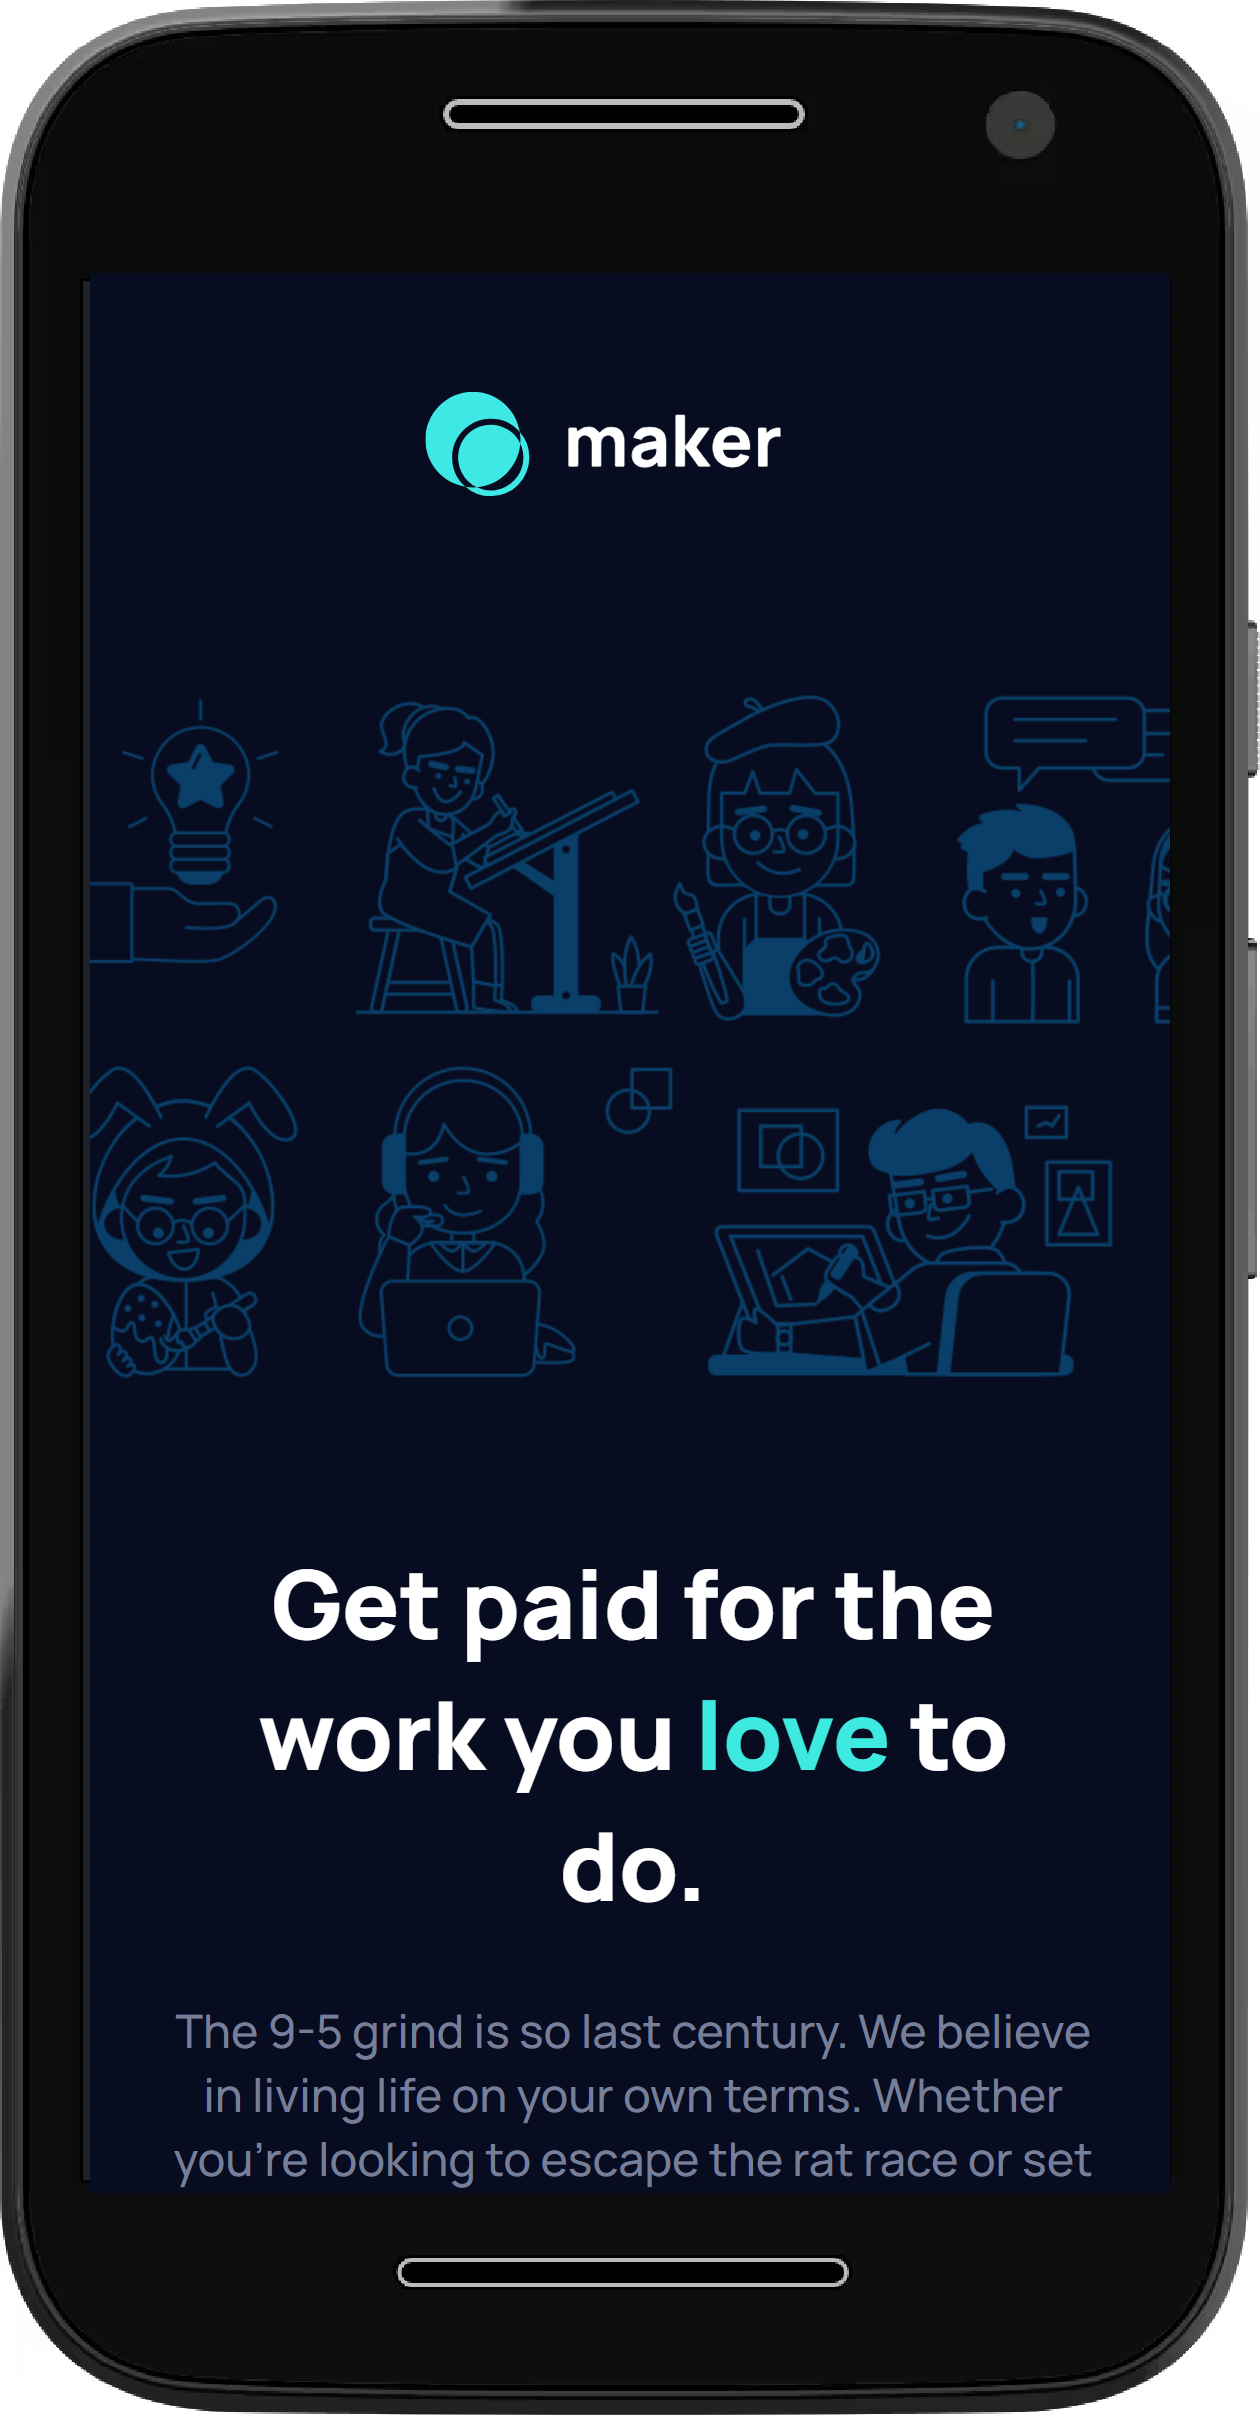 maker
Get paid for the
work you love to
do.
The 9-5 grind is so last century. We believe
in living life on your own terms. Whether
you’re looking to escape the rat race or set